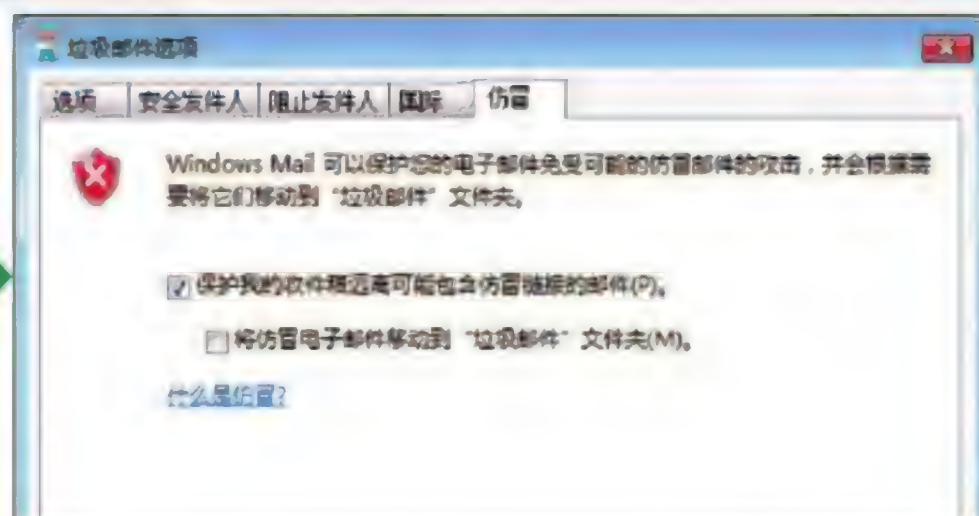 垃圾邮件选项
选项 安全发件人 阻止发件人 国际 仿冒
Windows Mail 可以保护您的电子邮件免受可能的仿冒邮件的攻击，并会根据需
要将它们移动到“垃圾邮件”文件夹。
保护我的收件箱远离可能包含仿冒链接的邮件(P)。
将仿冒电子邮件移动到“垃圾邮件”文件夹(M)。
什么是仿冒?